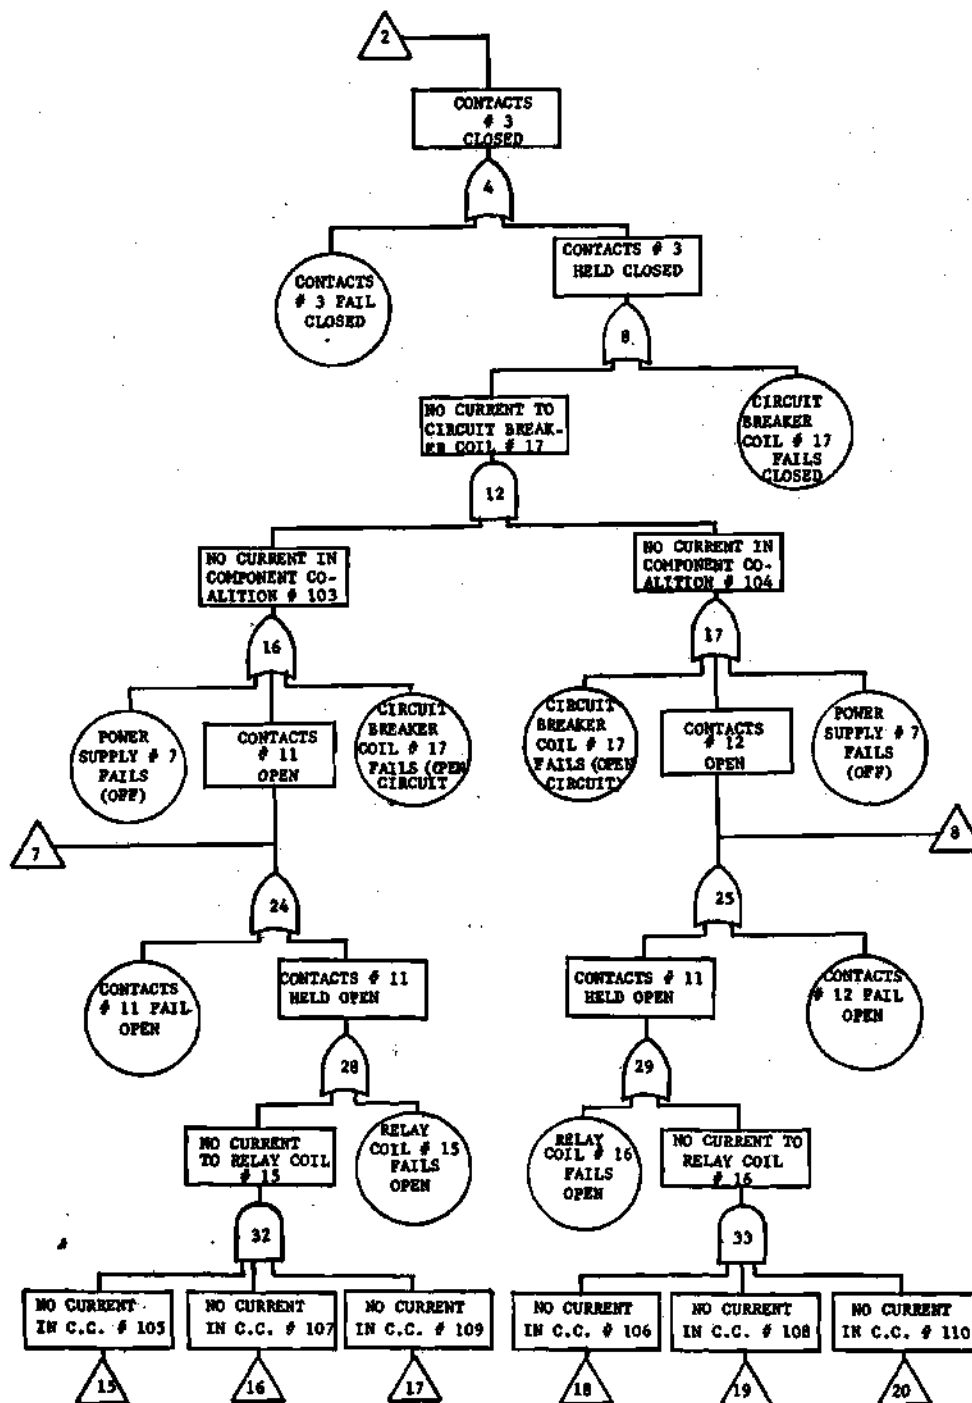 2
CONTACTS
# 3
CLOSED
4
CONTACTS
# 3 FAIL
CLOSED
CONTACTS # 3
HELD CLOSED
8
NO CURRENT TO
CIRCUIT BREAK-
ER COIL # 17
CIRCUIT
BREAKER
COIL # 17
FAILS
CLOSED
12
NO CURRENT IN
COMPONENT CO-
ALITION # 103
NO CURRENT IN
COMPONENT CO-
ALITION # 104
16
17
POWER
SUPPLY # 7
FAILS
(OFF)
CONTACTS
# 11
OPEN
CIRCUIT
BREAKER
COIL # 17
FAILS (OPEN
CIRCUIT
CIRCUIT
BREAKER
COIL # 17
FAILS (OPEN
CIRCUIT)
CONTACTS
# 12
OPEN
POWER
SUPPLY # 7
FAILS
(OFF)
7
8
24
25
CONTACTS
# 11 FAIL
OPEN
CONTACTS # 11
HELD OPEN
CONTACTS # 11
HELD OPEN
CONTACTS
# 12 FAIL
OPEN
28
29
NO CURRENT
TO RELAY COIL
# 15
RELAY
COIL # 15
FAILS
OPEN
RELAY
COIL # 16
FAILS
OPEN
NO CURRENT TO
RELAY COIL
# 16
32
33
NO CURRENT
IN C.C. # 105
NO CURRENT
IN C.C. # 107
NO CURRENT
IN C.C. # 109
NO CURRENT
IN C.C. # 106
NO CURRENT
IN C.C. # 108
NO CURRENT
IN C.C. # 110
15
16
17
18
19
20